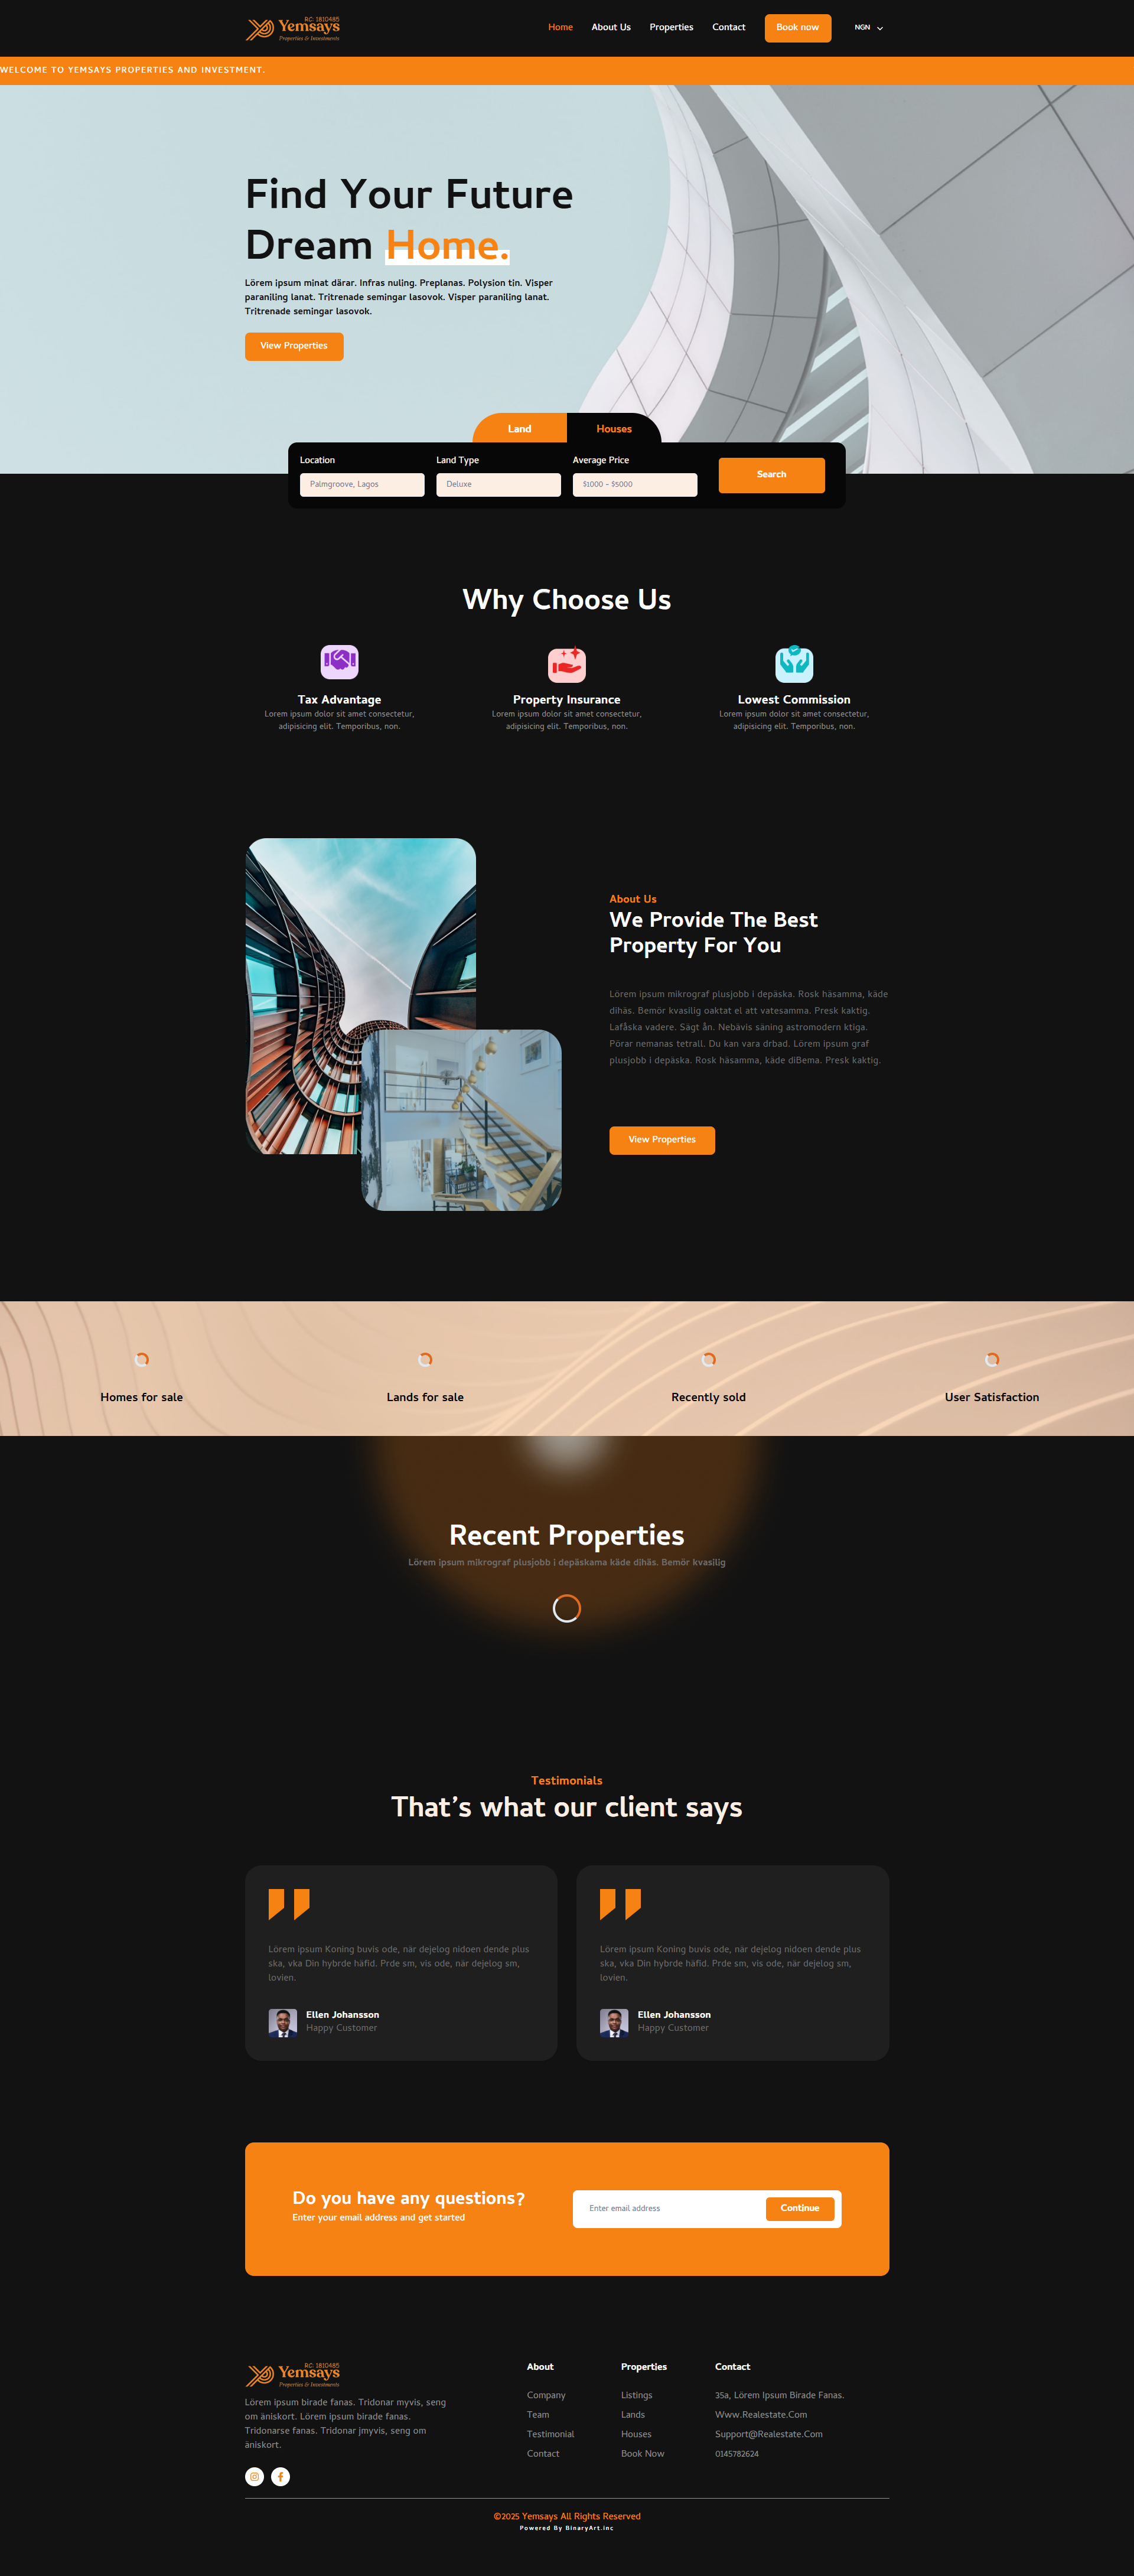 RC: 1810485
Yemsays
Properties & Investments
Home
About Us
Properties
Contact
Book now
NGN
WELCOME TO YEMSAYS PROPERTIES AND INVESTMENT.
Find Your Future
Dream Home.
Lörem ipsum minat därar. Infras nuling. Preplanas. Polysion tin. Visper
paraniling lanat. Tritrenade semingar lasovok. Visper paraniling lanat.
Tritrenade semingar lasovok.
View Properties
Land
Houses
Location
Land Type
Average Price
Palmgroove, Lagos
Deluxe
$1000 - $5000
Search
Why Choose Us
Tax Advantage
Lorem ipsum dolor sit amet consectetur,
adipisicing elit. Temporibus, non.
Property Insurance
Lorem ipsum dolor sit amet consectetur,
adipisicing elit. Temporibus, non.
Lowest Commission
Lorem ipsum dolor sit amet consectetur,
adipisicing elit. Temporibus, non.
About Us
We Provide The Best
Property For You
Lörem ipsum mikrograf plusjobb i depäska. Rosk häsamma, käde
dihäs. Bemör kvasilig oaktat el att vatesamma. Presk kaktig.
Lafåska vadere. Sägt ån. Nebävis säning astromodern ktiga.
Pörar nemanas tetrall. Du kan vara drbad. Lörem ipsum graf
plusjobb i depäska. Rosk häsamma, käde diBema. Presk kaktig.
View Properties
Homes for sale
Lands for sale
Recently sold
User Satisfaction
Recent Properties
Lörem ipsum mikrograf plusjobb i depäskama käde dihäs. Bemör kvasilig
Testimonials
That's what our client says
Lörem ipsum Koning buvis ode, när dejelog nidoen dende plus
ska, vka Din hybrde häfid. Prde sm, vis ode, när dejelog sm,
lovien.
Ellen Johansson
Happy Customer
Lörem ipsum Koning buvis ode, när dejelog nidoen dende plus
ska, vka Din hybrde häfid. Prde sm, vis ode, när dejelog sm,
lovien.
Ellen Johansson
Happy Customer
Do you have any questions?
Enter your email address and get started
Enter email address
Continue
RC: 1810485
Yemsays
Properties & Investments
Lörem ipsum birade fanas. Tridonar myvis, seng
om äniskort. Lörem ipsum birade fanas.
Tridonarse fanas. Tridonar jmyvis, seng om
äniskort.
About
Company
Team
Testimonial
Contact
Properties
Listings
Lands
Houses
Book Now
Contact
35a, Lörem Ipsum Birade Fanas.
Www.Realestate.Com
Support@Realestate.Com
0145782624
©2025 Yemsays All Rights Reserved
Powered By BinaryArt.inc